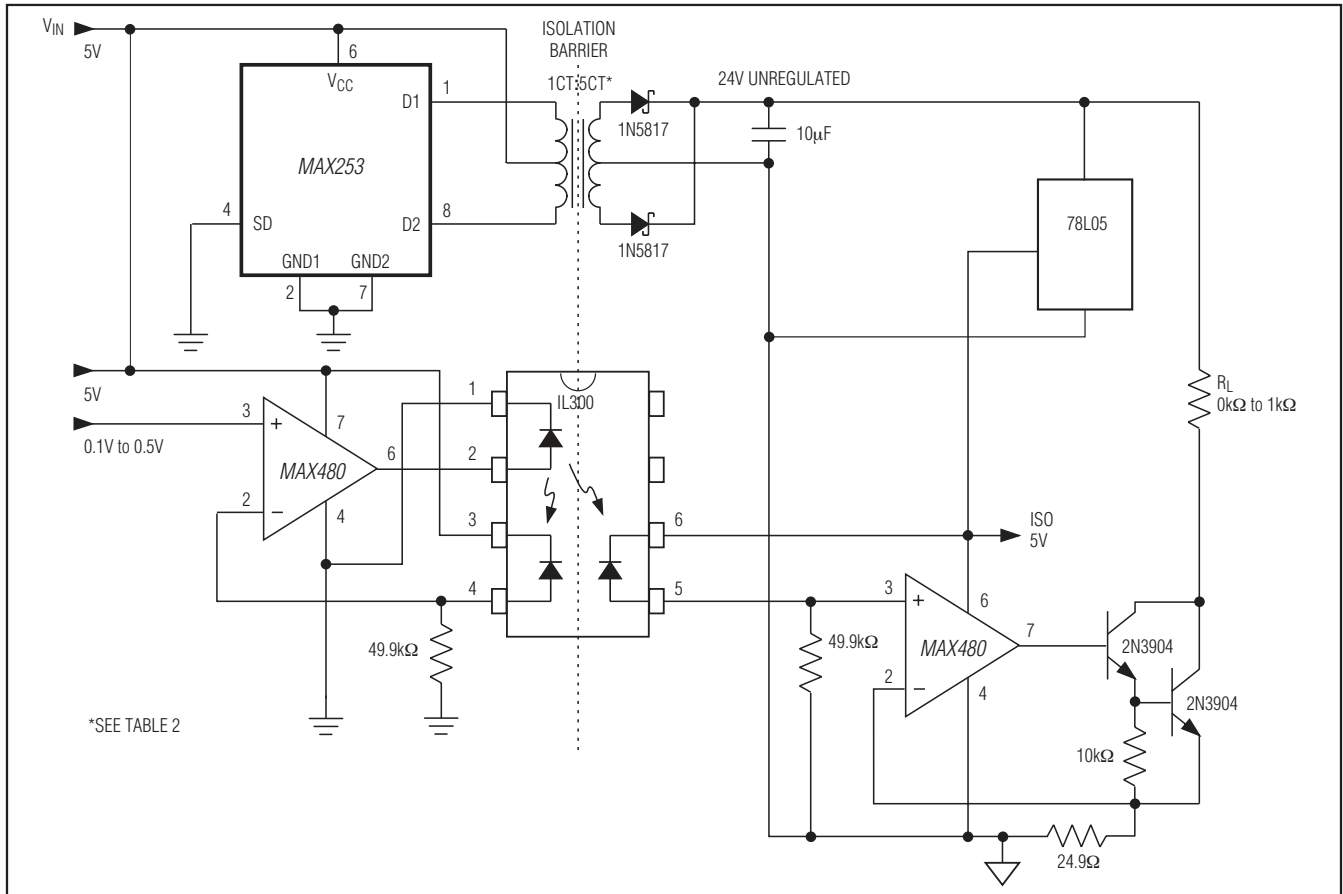 VIN
5V
6
VCC
D1
1
MAX253
4
SD
D2
8
GND1
GND2
2
7
ISOLATION
BARRIER
1CT:5CT*
1N5817
1N5817
24V UNREGULATED
10µF
78L05
RL
0kΩ to 1kΩ
5V
0.1V to 0.5V
3
+
7
MAX480
6
2
−
4
IL300
1
2
3
4
6
5
49.9kΩ
ISO
5V
49.9kΩ
3
+
6
MAX480
7
2
−
4
2N3904
2N3904
10kΩ
24.9Ω
*SEE TABLE 2